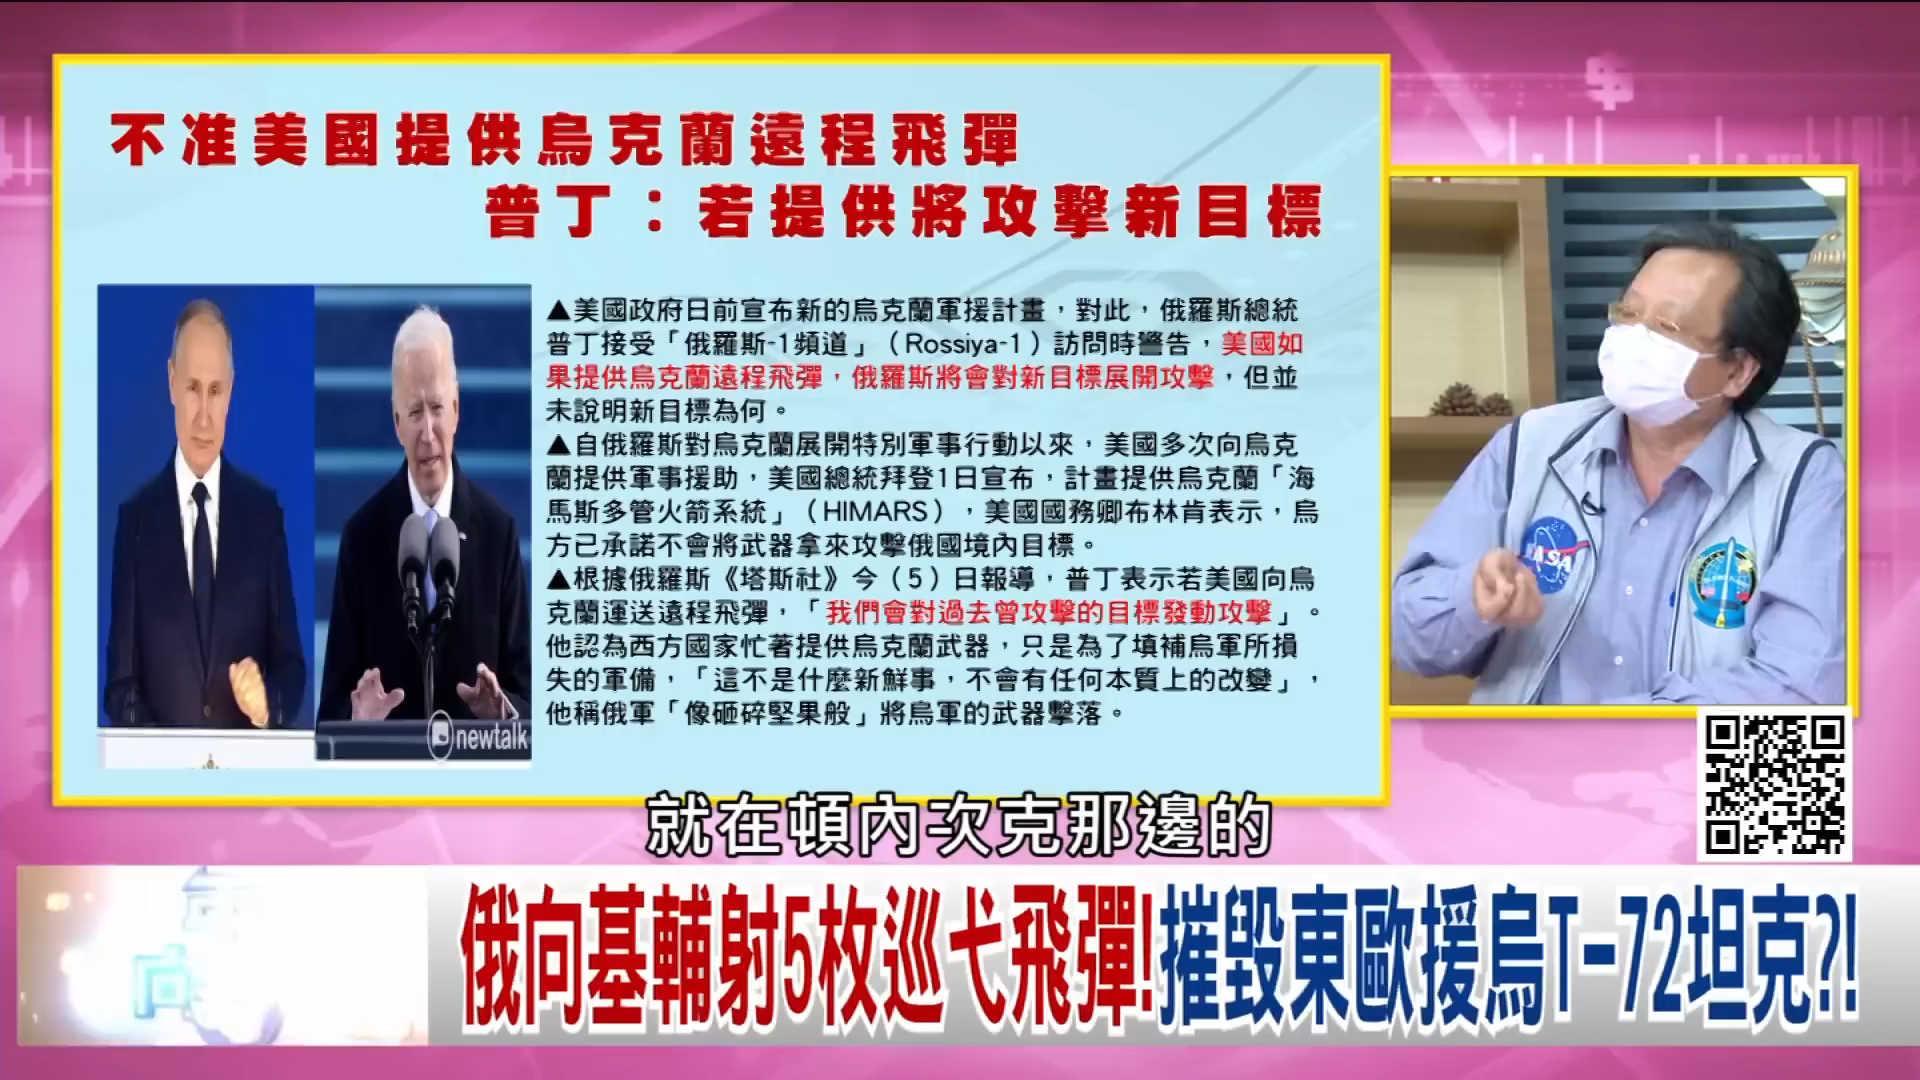 不准美國提供烏克蘭遠程飛彈
普丁：若提供將攻擊新目標
▲美國政府日前宣布新的烏克蘭軍援計畫，對此，俄羅斯總統
普丁接受「俄羅斯-1頻道」（Rossiya-1）訪問時警告，美國如
果提供烏克蘭遠程飛彈，俄羅斯將會對新目標展開攻擊，但並
未說明新目標為何。
▲自俄羅斯對烏克蘭展開特別軍事行動以來，美國多次向烏克
蘭提供軍事援助，美國總統拜登1日宣布，計畫提供烏克蘭「海
馬斯多管火箭系統」（HIMARS），美國國務卿布林肯表示，烏
方已承諾不會將武器拿來攻擊俄國境內目標。
▲根據俄羅斯《塔斯社》今（5）日報導，普丁表示若美國向烏
克蘭運送遠程飛彈，「我們會對過去曾攻擊的目標發動攻擊」。
他認為西方國家忙著提供烏克蘭武器，只是為了填補烏軍所損
失的軍備，「這不是什麼新鮮事，不會有任何本質上的改變」，
他稱俄軍「像砸碎堅果般」將烏軍的武器擊落。
newtalk
NASA
就在頓內次克那邊的
俄向基輔射5枚巡弋飛彈!摧毀東歐援烏T-72坦克?!